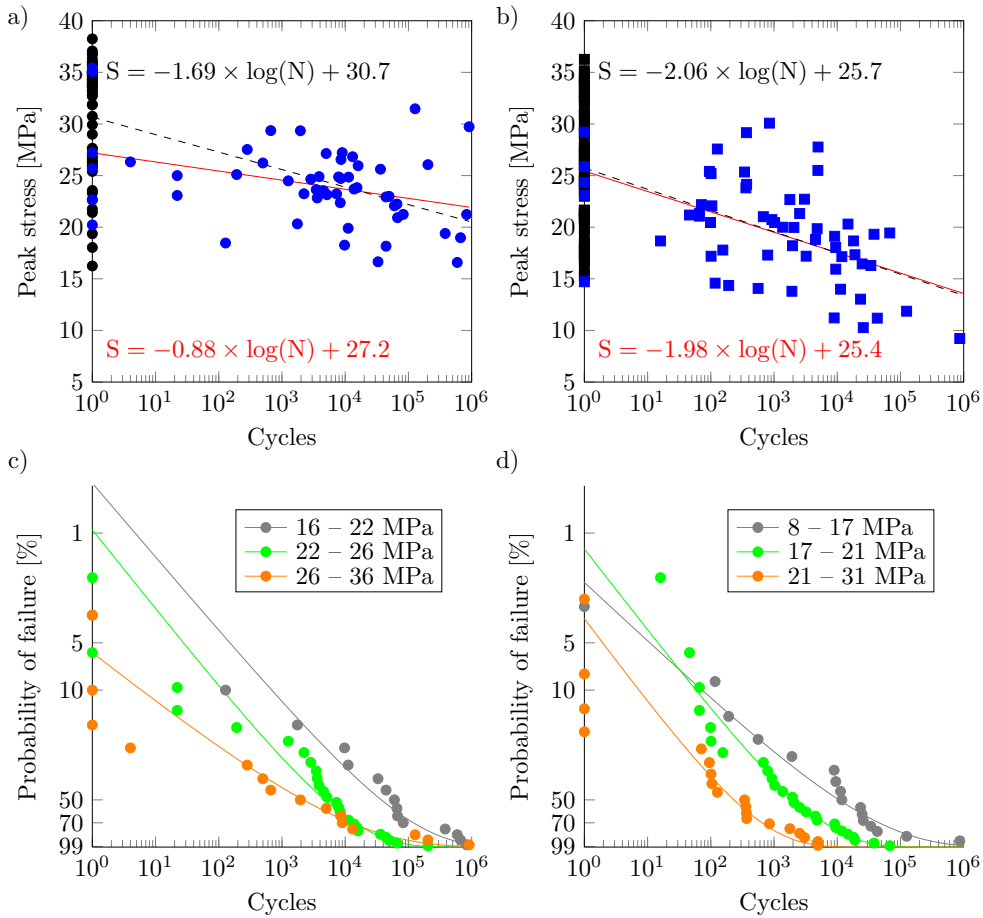 a)
b)
Peak stress [MPa]
40
35
30
25
20
15
10
5
S = −1.69 × log(N) + 30.7
S = −0.88 × log(N) + 27.2
10^0 10^1 10^2 10^3 10^4 10^5 10^6
Cycles
Peak stress [MPa]
40
35
30
25
20
15
10
5
S = −2.06 × log(N) + 25.7
S = −1.98 × log(N) + 25.4
10^0 10^1 10^2 10^3 10^4 10^5 10^6
Cycles
c)
d)
Probability of failure [%]
1
5
10
50
70
99
16 – 22 MPa
22 – 26 MPa
26 – 36 MPa
10^0 10^1 10^2 10^3 10^4 10^5 10^6
Cycles
Probability of failure [%]
1
5
10
50
70
99
8 – 17 MPa
17 – 21 MPa
21 – 31 MPa
10^0 10^1 10^2 10^3 10^4 10^5 10^6
Cycles